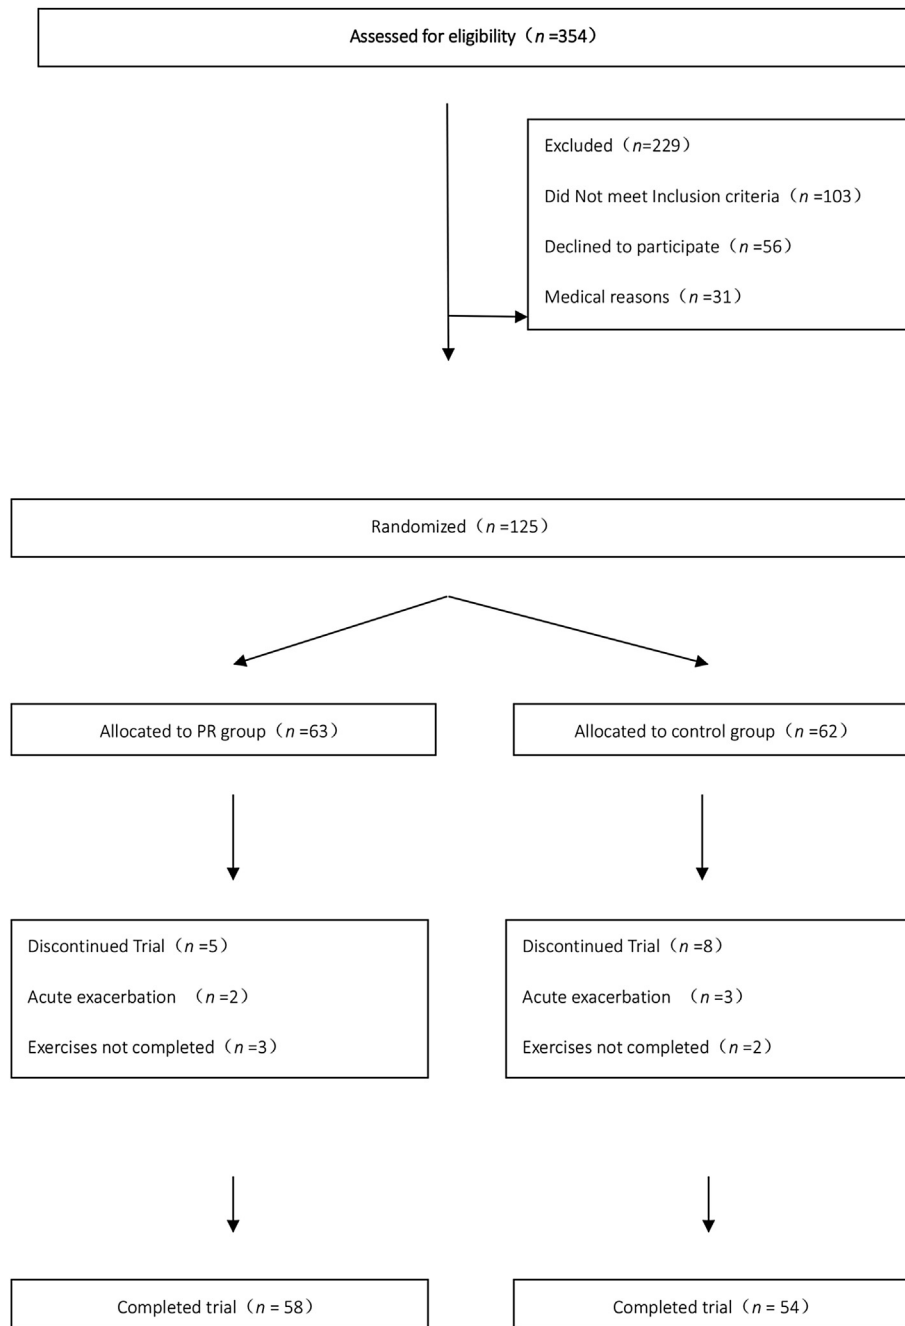 Assessed for eligibility（n =354）
Excluded（n=229）
Did Not meet Inclusion criteria（n =103）
Declined to participate（n =56）
Medical reasons（n =31）
Randomized（n =125）
Allocated to PR group（n =63）
Allocated to control group（n =62）
Discontinued Trial（n =5）
Acute exacerbation （n =2）
Exercises not completed（n =3）
Discontinued Trial（n =8）
Acute exacerbation （n =3）
Exercises not completed（n =2）
Completed trial（n = 58）
Completed trial（n = 54）